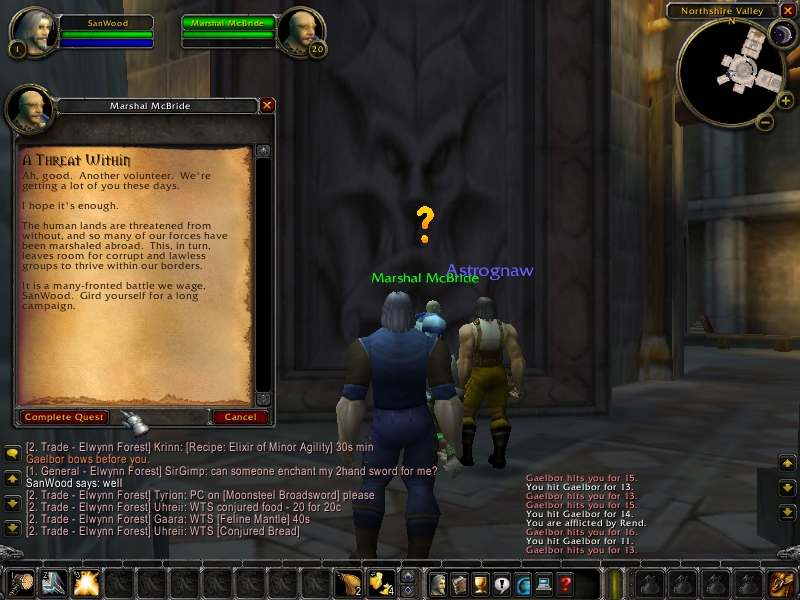 SanWood
1
Marshal McBride
20
Northshire Valley
N
Marshal McBride
A Threat Within
Ah, good. Another volunteer. We're
getting a lot of you these days.
I hope it's enough.
The human lands are threatened from
without, and so many of our forces have
been marshaled abroad. This, in turn,
leaves room for corrupt and lawless
groups to thrive within our borders.
It is a many-fronted battle we wage,
SanWood. Gird yourself for a long
campaign.
Complete Quest
Cancel
?
Astrognaw
Marshal McBride
[2. Trade - Elwynn Forest] Krinn: [Recipe: Elixir of Minor Agility] 30s min
Gaelbor bows before you.
[1. General - Elwynn Forest] SirGimp: can someone enchant my 2hand sword for me?
SanWood says: well
[2. Trade - Elwynn Forest] Tyrion: PC on [Moonsteel Broadsword] please
[2. Trade - Elwynn Forest] Uhreii: WTS conjured food - 20 for 20c
[2. Trade - Elwynn Forest] Gaara: WTS [Feline Mantle] 40s
[2. Trade - Elwynn Forest] Uhreii: WTS [Conjured Bread]
Gaelbor hits you for 15.
You hit Gaelbor for 13.
Gaelbor hits you for 13.
Gaelbor hits you for 15.
You hit Gaelbor for 14.
You are afflicted by Rend.
Gaelbor hits you for 16.
You hit Gaelbor for 11.
Gaelbor hits you for 13.
2
3
2
4